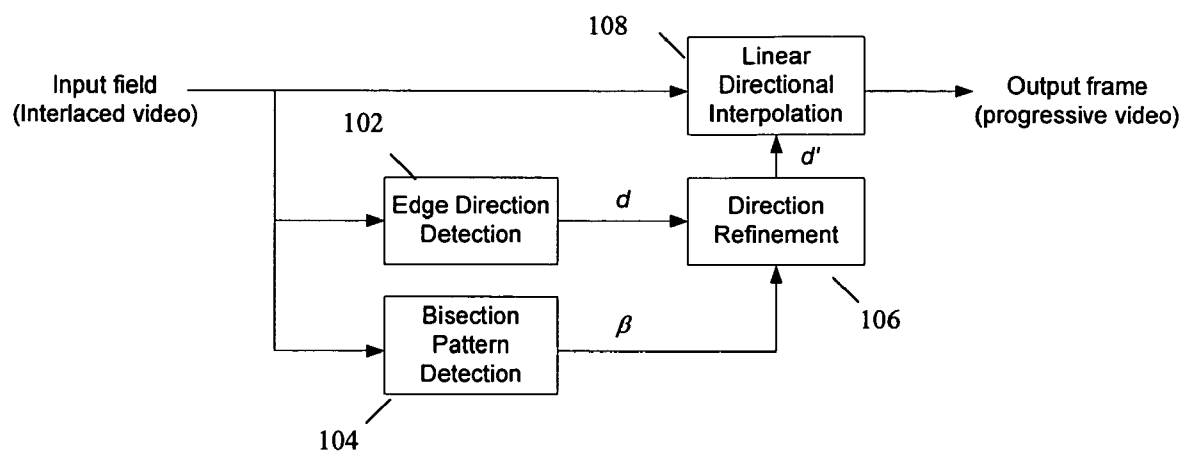 108
Linear
Directional
Interpolation
Input field
(Interlaced video)
Output frame
(progressive video)
102
d'
Edge Direction
Detection
d
Direction
Refinement
Bisection
Pattern
Detection
β
106
104